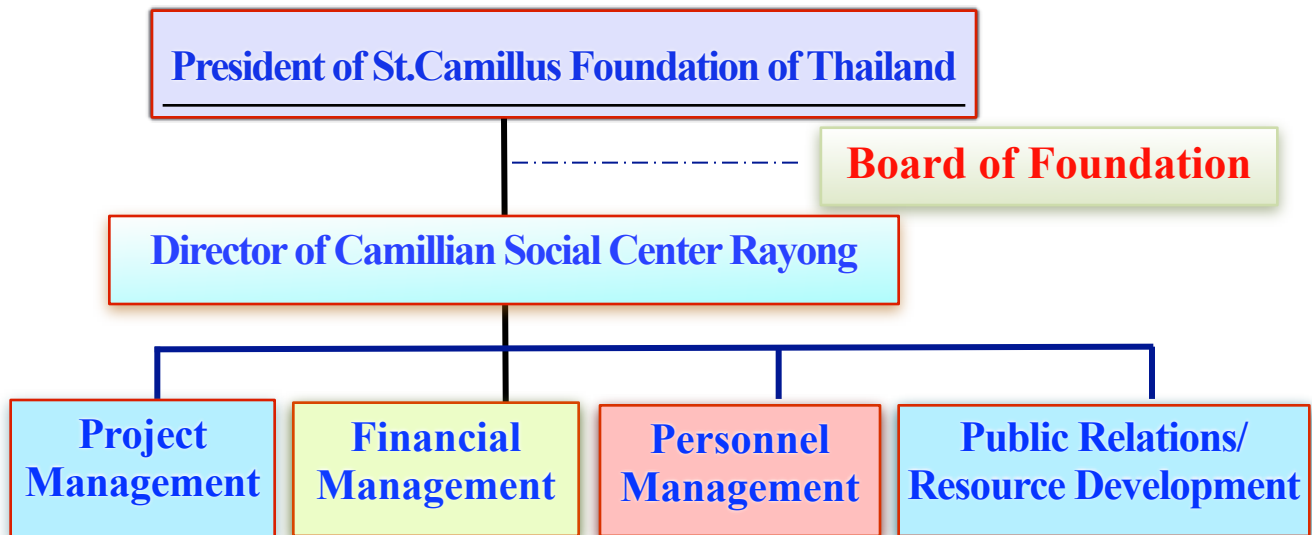 President of St.Camillus Foundation of Thailand
Board of Foundation
Director of Camillian Social Center Rayong
Project
Management
Financial
Management
Personnel
Management
Public Relations/
Resource Development